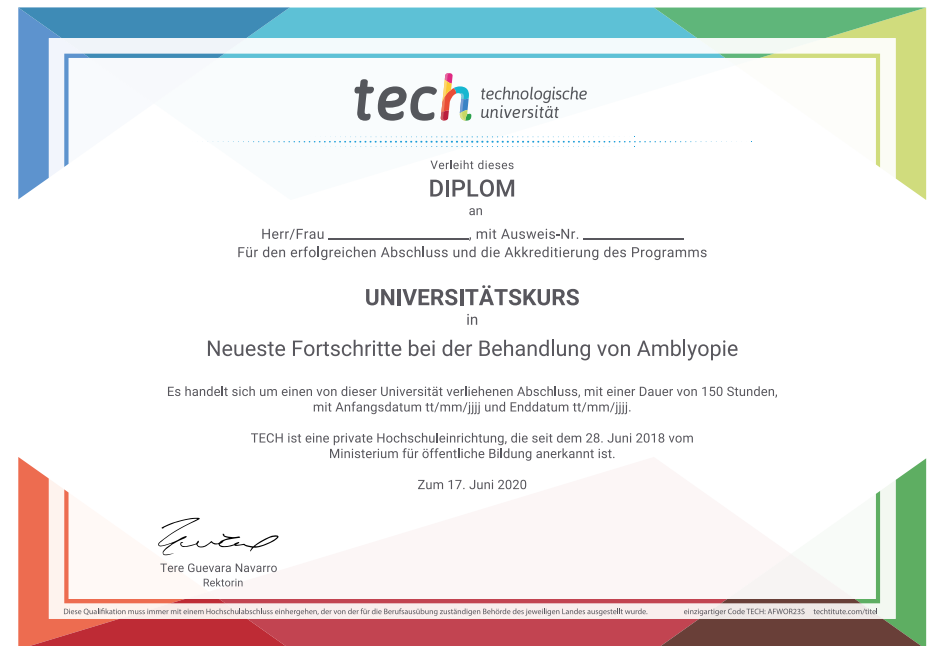 tech technologische
universität
Verleiht dieses
DIPLOM
an
Herr/Frau ____________________, mit Ausweis-Nr. ______________
Für den erfolgreichen Abschluss und die Akkreditierung des Programms
UNIVERSITÄTSKURS
in
Neueste Fortschritte bei der Behandlung von Amblyopie
Es handelt sich um einen von dieser Universität verliehenen Abschluss, mit einer Dauer von 150 Stunden,
mit Anfangsdatum tt/mm/jjjj und Enddatum tt/mm/jjjj.
TECH ist eine private Hochschuleinrichtung, die seit dem 28. Juni 2018 vom
Ministerium für öffentliche Bildung anerkannt ist.
Zum 17. Juni 2020
Tere Guevara Navarro
Rektorin
Diese Qualifikation muss immer mit einem Hochschulabschluss einhergehen, der von der für die Berufsausübung zuständigen Behörde des jeweiligen Landes ausgestellt wurde. einzigartiger Code TECH: AFWOR23S techtitute.com/titel